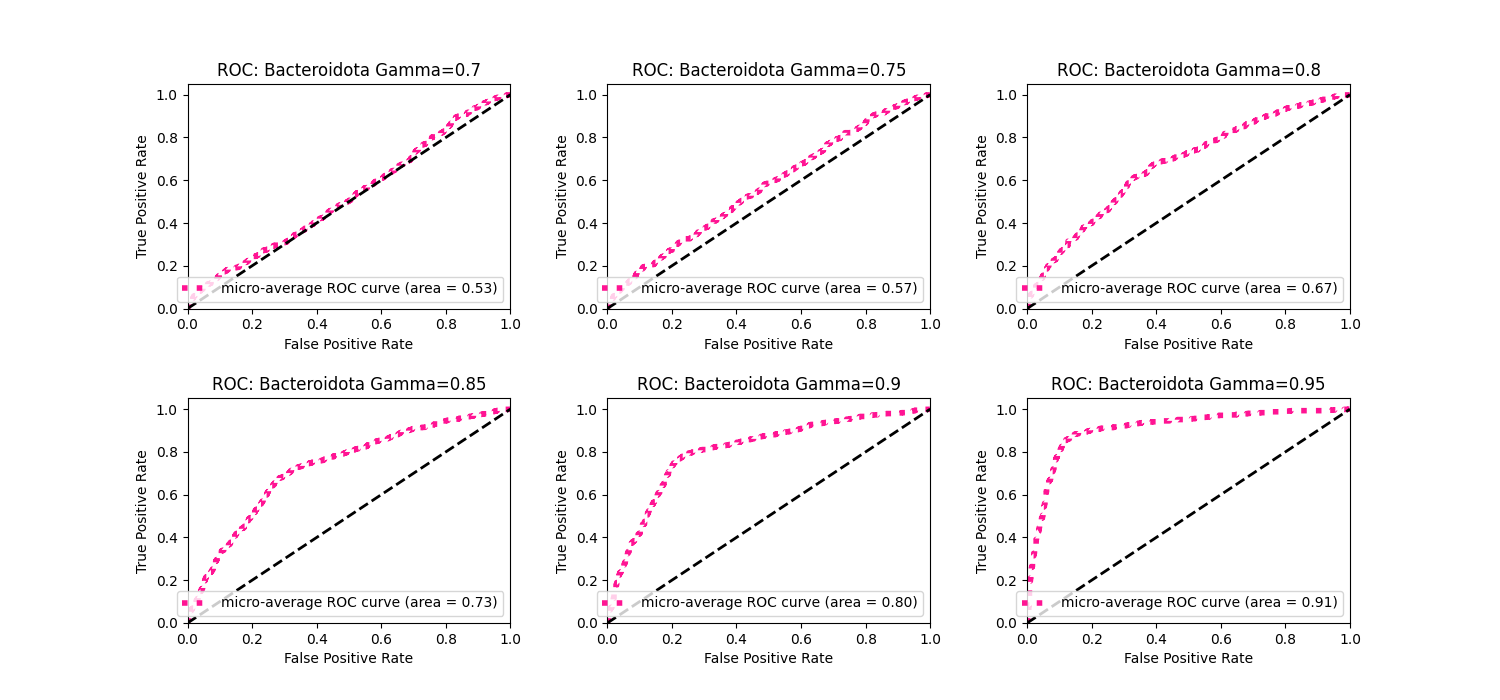 ROC: Bacteroidota Gamma=0.7
True Positive Rate
1.0
0.8
0.6
0.4
0.2
0.0
micro-average ROC curve (area = 0.53)
0.0 0.2 0.4 0.6 0.8 1.0
False Positive Rate
ROC: Bacteroidota Gamma=0.75
True Positive Rate
1.0
0.8
0.6
0.4
0.2
0.0
micro-average ROC curve (area = 0.57)
0.0 0.2 0.4 0.6 0.8 1.0
False Positive Rate
ROC: Bacteroidota Gamma=0.8
True Positive Rate
1.0
0.8
0.6
0.4
0.2
0.0
micro-average ROC curve (area = 0.67)
0.0 0.2 0.4 0.6 0.8 1.0
False Positive Rate
ROC: Bacteroidota Gamma=0.85
True Positive Rate
1.0
0.8
0.6
0.4
0.2
0.0
micro-average ROC curve (area = 0.73)
0.0 0.2 0.4 0.6 0.8 1.0
False Positive Rate
ROC: Bacteroidota Gamma=0.9
True Positive Rate
1.0
0.8
0.6
0.4
0.2
0.0
micro-average ROC curve (area = 0.80)
0.0 0.2 0.4 0.6 0.8 1.0
False Positive Rate
ROC: Bacteroidota Gamma=0.95
True Positive Rate
1.0
0.8
0.6
0.4
0.2
0.0
micro-average ROC curve (area = 0.91)
0.0 0.2 0.4 0.6 0.8 1.0
False Positive Rate